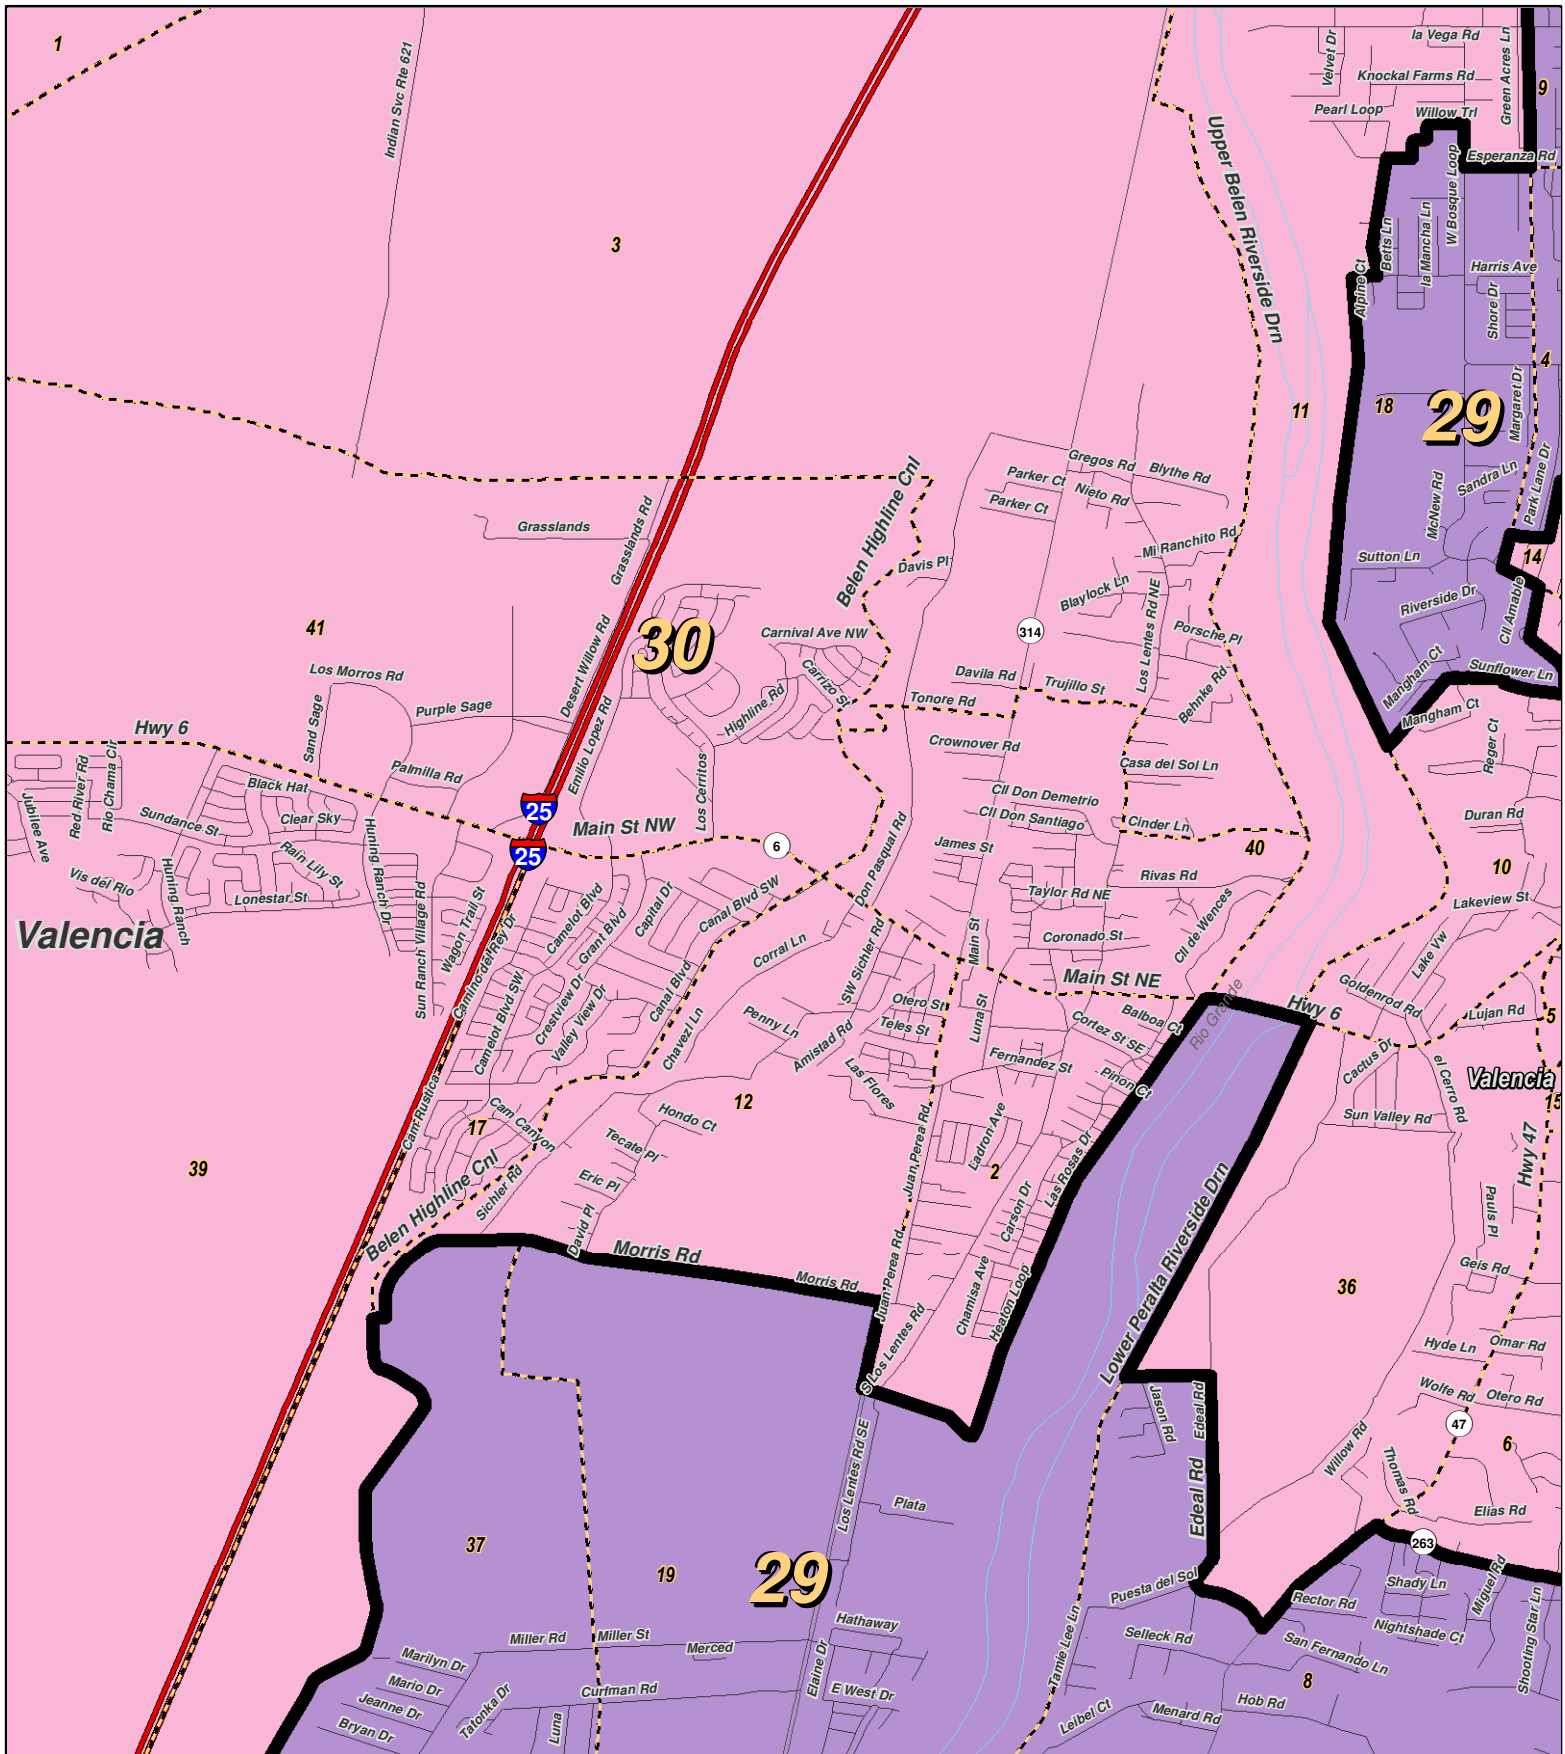 1
Indian Svc Rte 621
3
la Vega Rd
Velvet Dr
Knockal Farms Rd
Green Acres Ln
9
Pearl Loop
Willow Trl
Esperanza Rd
Upper Belen Riverside Drn
W Bosque Loop
Betts Ln
la Mancha Ln
Harris Ave
Alpine Ct
Shore Dr
4
11
18
29
Margaret Dr
Gregos Rd
Blythe Rd
Parker Ct
Nieto Rd
Parker Ct
Sandra Ln
McNew Rd
Park Lane Dr
Grasslands
Grasslands Rd
Belen Highline Cnl
Mi Ranchito Rd
Davis Pl
Sutton Ln
14
Blaylock Ln
Los Lentes Rd NE
Riverside Dr
Cll Amable
41
30
Carnival Ave NW
314
Porsche Pl
Desert Willow Rd
Los Morros Rd
Carrizo St
Davila Rd
Trujillo St
Behnke Rd
Mangham Ct
Sunflower Ln
Hwy 6
Sand Sage
Purple Sage
Emilio Lopez Rd
Highline Rd
Tonore Rd
Mangham Ct
Red River Rd
Rio Chama Cir
Palmilla Rd
Crownover Rd
Casa del Sol Ln
Reger Ct
Jubilee Ave
Black Hat
Los Cerritos
Cll Don Demetrio
Sundance St
Clear Sky
25
Main St NW
Cll Don Santiago
Cinder Ln
Duran Rd
25
6
Don Pasqual Rd
James St
40
10
Vis del Rio
Huning Ranch
Rain Lily St
Huning Ranch Dr
Lonestar St
Rivas Rd
Taylor Rd NE
Lakeview St
Valencia
Sun Ranch Village Rd
Wagon Trail St
Camino del Rey Dr
Camelot Blvd
Grant Blvd
Capital Dr
Canal Blvd SW
Corral Ln
SW Sichler Rd
Main St
Coronado St
Cll de Wences
Lake Vw
Camelot Blvd SW
Crestview Dr
Valley View Dr
Canal Blvd
Chavez Ln
Penny Ln
Amistad Rd
Otero St
Teles St
Luna St
Main St NE
Rio Grande
Hwy 6
Goldenrod Rd
Lujan Rd
5
Balboa Ct
Cortez St SE
Fernandez St
Pinon Ct
Las Flores
Cactus Dr
el Cerro Rd
Valencia
15
Cam Rustica
17
Cam Canyon
12
Hondo Ct
Tecate Pl
Juan Perea Rd
Ladron Ave
2
Las Rosas Dr
Sun Valley Rd
Hwy 47
39
Belen Highline Cnl
Sichler Rd
Eric Pl
David Pl
Juan Perea Rd
Carson Dr
Lower Peralta Riverside Drn
Pauls Pl
Morris Rd
Morris Rd
Chamisa Ave
Heaton Loop
Geis Rd
36
S Los Lentes Rd
Hyde Ln
Omar Rd
Jason Rd
Edeal Rd
Wolfe Rd
Otero Rd
47
6
Los Lentes Rd SE
Willow Rd
Thomas Rd
Edeal Rd
Plata
Elias Rd
37
19
29
263
Puesta del Sol
Shady Ln
Miguel Rd
Rector Rd
Nightshade Ct
Shooting Star Ln
Hathaway
Miller Rd
Miller St
Merced
Marilyn Dr
Mario Dr
Elaine Dr
Tamie Lee Ln
Selleck Rd
San Fernando Ln
8
Jeanne Dr
Tatonka Dr
Curfman Rd
E West Dr
Leibel Ct
Menard Rd
Hob Rd
Bryan Dr
Luna